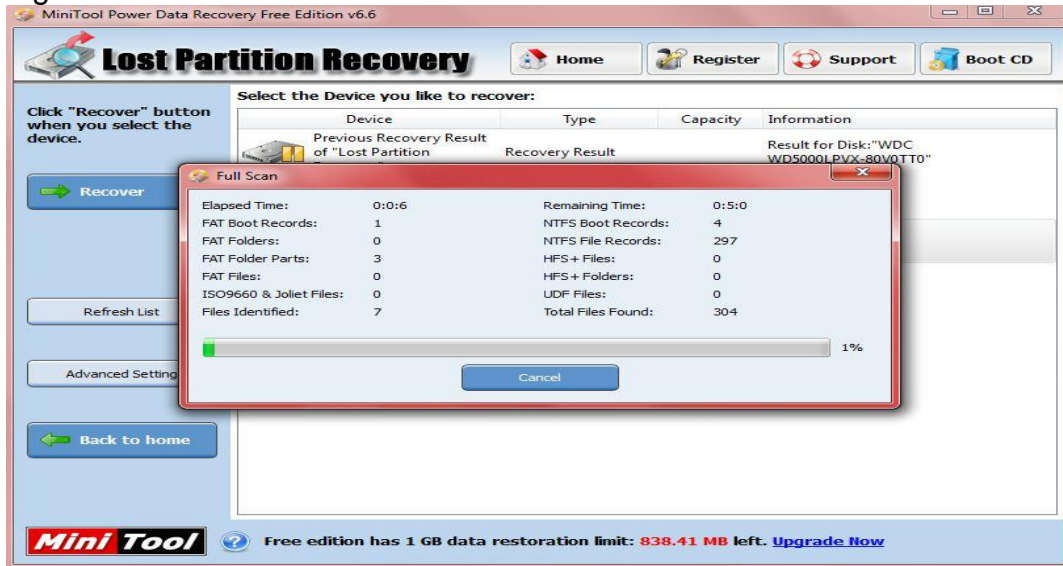 MiniTool Power Data Recovery Free Edition v6.6
Lost Partition Recovery
Home
Register
Support
Boot CD
Click "Recover" button
when you select the
device.
Select the Device you like to recover:
Device Type Capacity Information
Previous Recovery Result
of "Lost Partition
Recovery Result
Result for Disk:"WDC
WD5000LPVX-80V0TT0"
Recover
Refresh List
Advanced Setting
Back to home
Full Scan
Elapsed Time: 0:0:6 Remaining Time: 0:5:0
FAT Boot Records: 1 NTFS Boot Records: 4
FAT Folders: 0 NTFS File Records: 297
FAT Folder Parts: 3 HFS+ Files: 0
FAT Files: 0 HFS+ Folders: 0
ISO9660 & Joliet Files: 0 UDF Files: 0
Files Identified: 7 Total Files Found: 304
1%
Cancel
Mini Tool
Free edition has 1 GB data restoration limit: 838.41 MB left. Upgrade Now